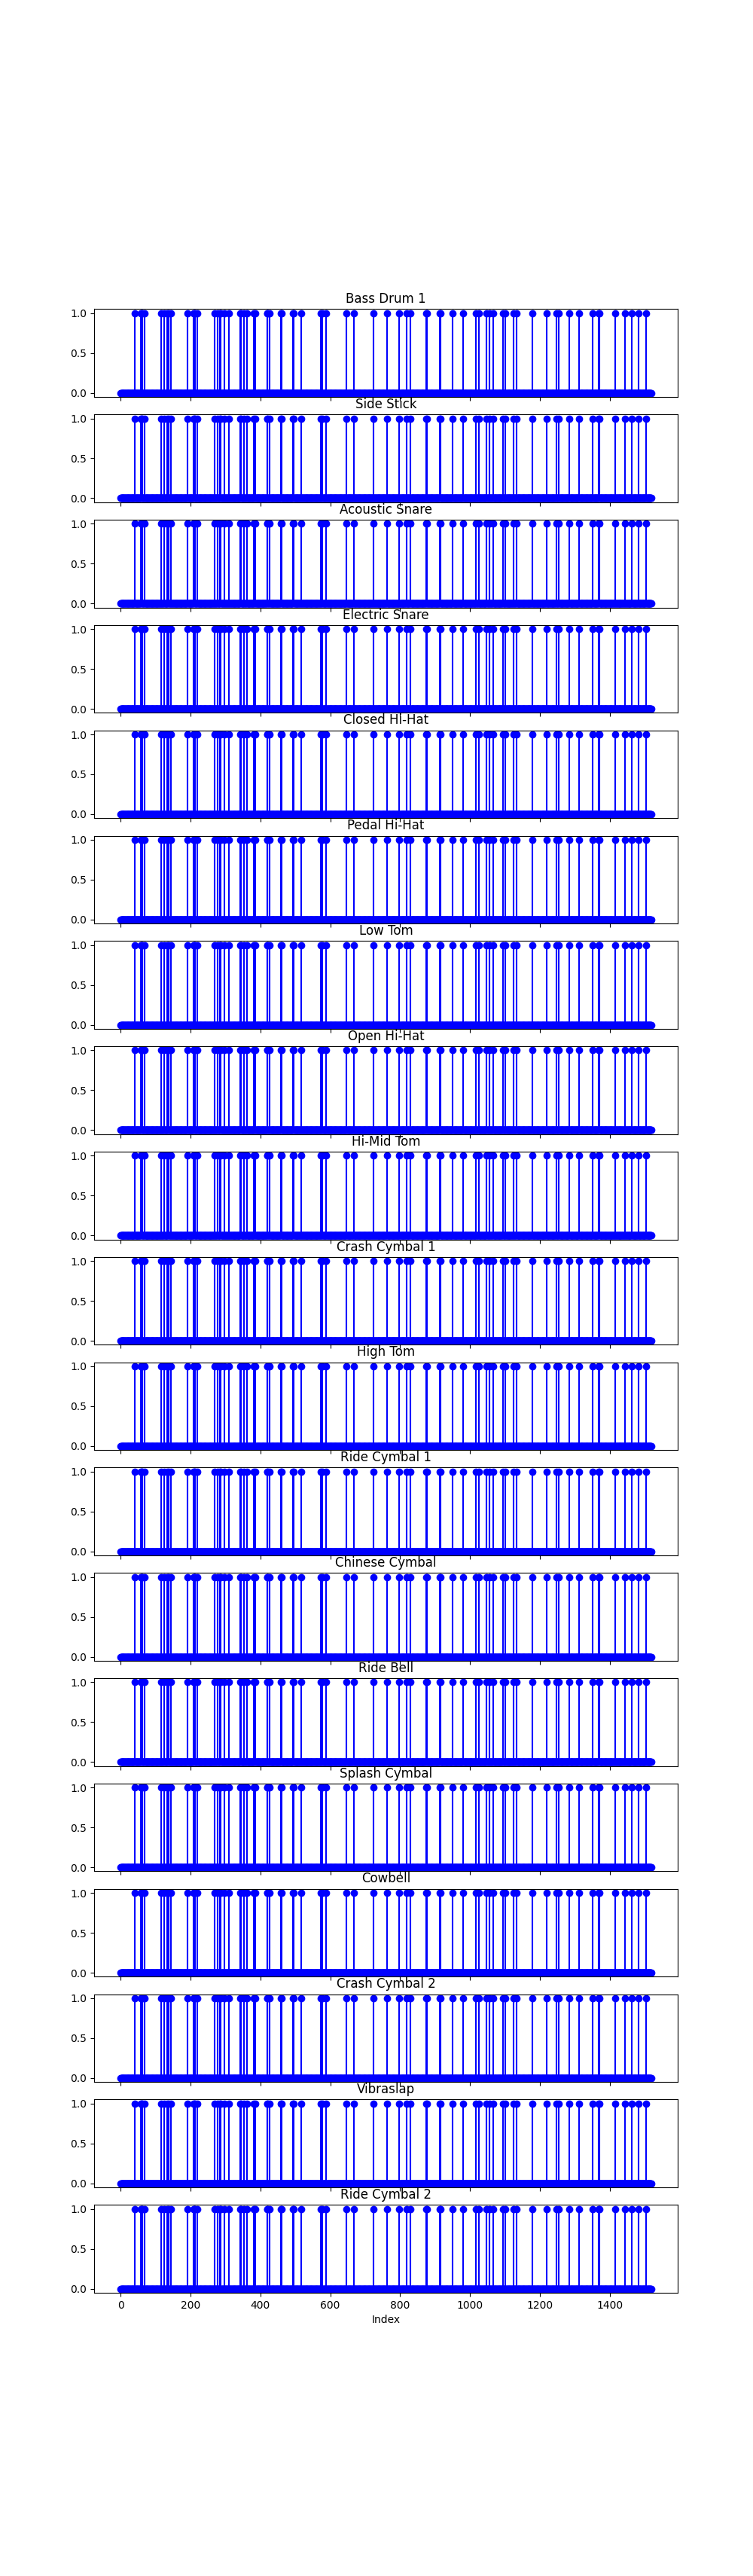 Bass Drum 1
1.0
0.5
0.0
Side Stick
1.0
0.5
0.0
Acoustic Snare
1.0
0.5
0.0
Electric Snare
1.0
0.5
0.0
Closed Hi-Hat
1.0
0.5
0.0
Pedal Hi-Hat
1.0
0.5
0.0
Low Tom
1.0
0.5
0.0
Open Hi-Hat
1.0
0.5
0.0
Hi-Mid Tom
1.0
0.5
0.0
Crash Cymbal 1
1.0
0.5
0.0
High Tom
1.0
0.5
0.0
Ride Cymbal 1
1.0
0.5
0.0
Chinese Cymbal
1.0
0.5
0.0
Ride Bell
1.0
0.5
0.0
Splash Cymbal
1.0
0.5
0.0
Cowbell
1.0
0.5
0.0
Crash Cymbal 2
1.0
0.5
0.0
Vibraslap
1.0
0.5
0.0
Ride Cymbal 2
1.0
0.5
0.0
0 200 400 600 800 1000 1200 1400
Index